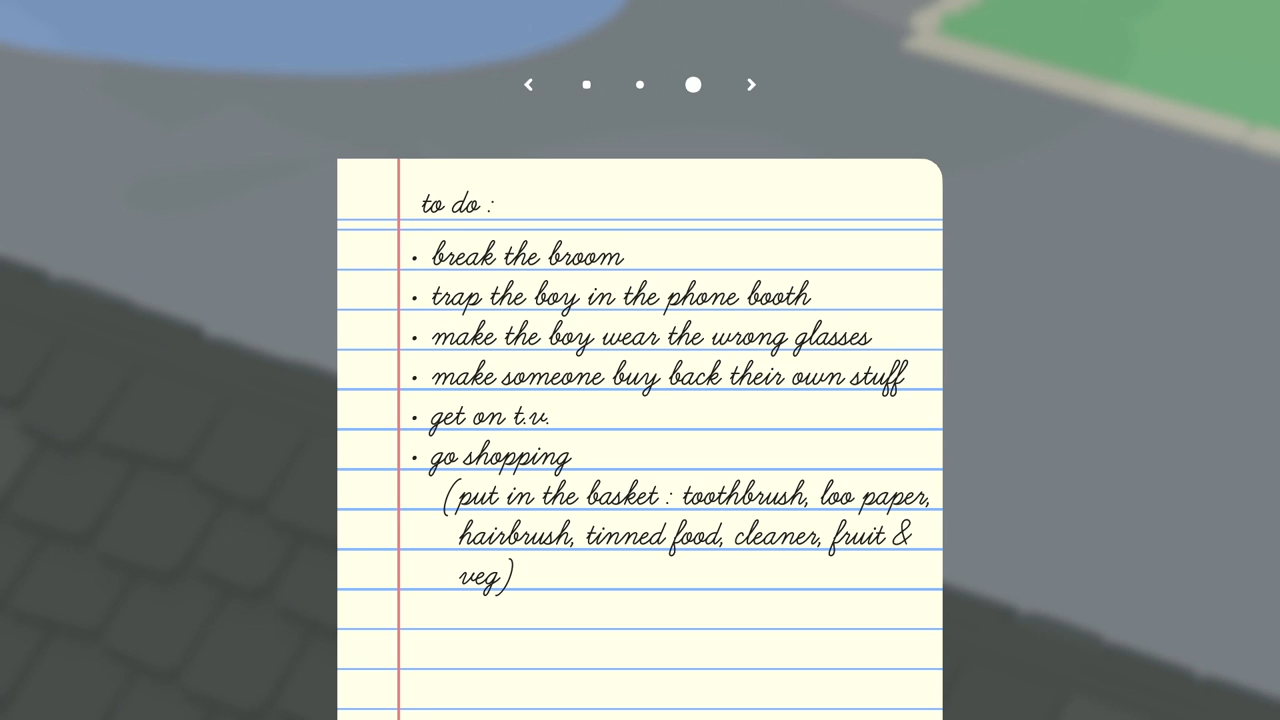 to do :
• break the broom
• trap the boy in the phone booth
• make the boy wear the wrong glasses
• make someone buy back their own stuff
• get on t.v.
• go shopping
(put in the basket : toothbrush, loo paper,
hairbrush, tinned food, cleaner, fruit &
veg)